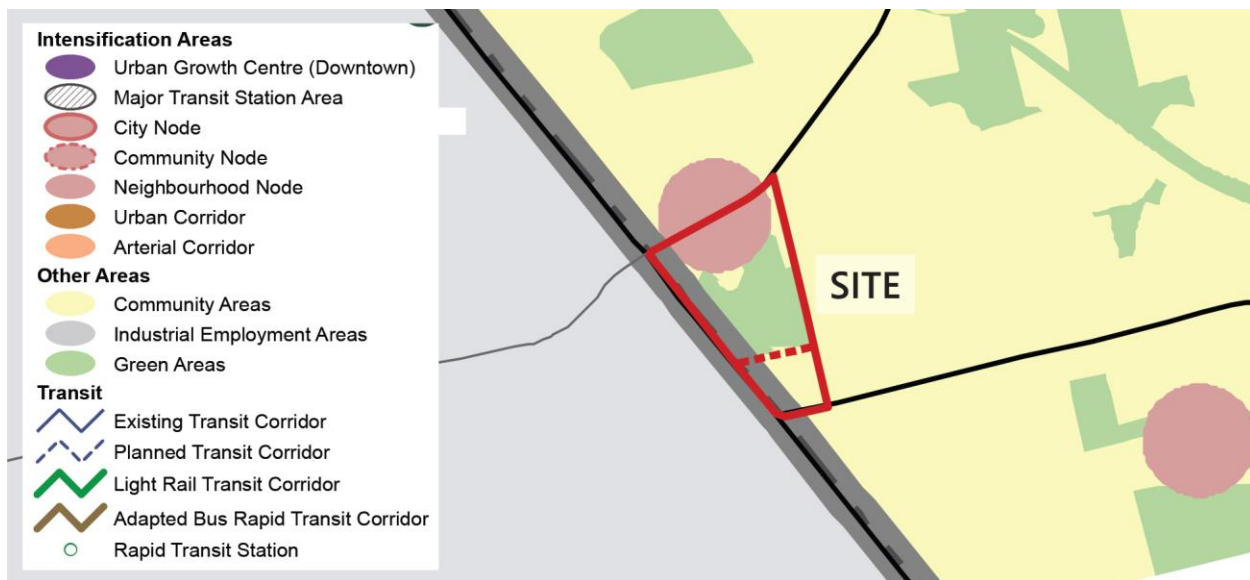 Intensification Areas
Urban Growth Centre (Downtown)
Major Transit Station Area
City Node
Community Node
Neighbourhood Node
Urban Corridor
Arterial Corridor
Other Areas
Community Areas
Industrial Employment Areas
Green Areas
Transit
Existing Transit Corridor
Planned Transit Corridor
Light Rail Transit Corridor
Adapted Bus Rapid Transit Corridor
Rapid Transit Station
SITE